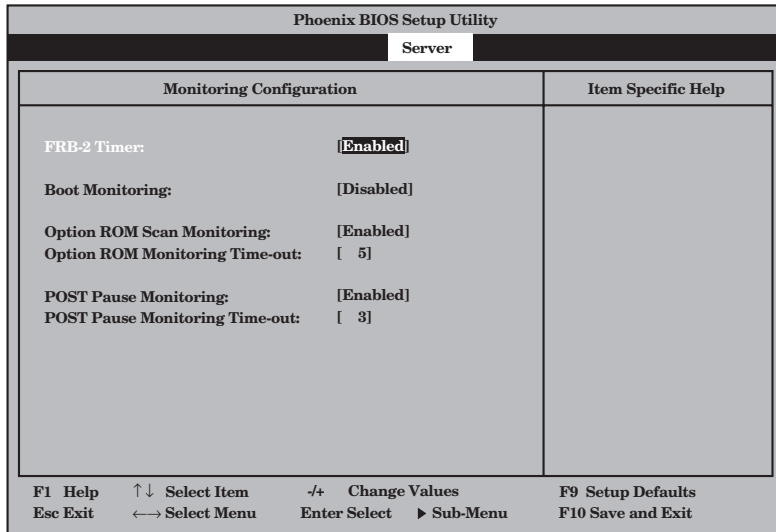 Phoenix BIOS Setup Utility
Server
Monitoring Configuration
Item Specific Help
FRB-2 Timer: [Enabled]
Boot Monitoring: [Disabled]
Option ROM Scan Monitoring: [Enabled]
Option ROM Monitoring Time-out: [ 5]
POST Pause Monitoring: [Enabled]
POST Pause Monitoring Time-out: [ 3]
F1 Help ↑↓ Select Item -/+ Change Values F9 Setup Defaults
Esc Exit ←→ Select Menu Enter Select ▶ Sub-Menu F10 Save and Exit